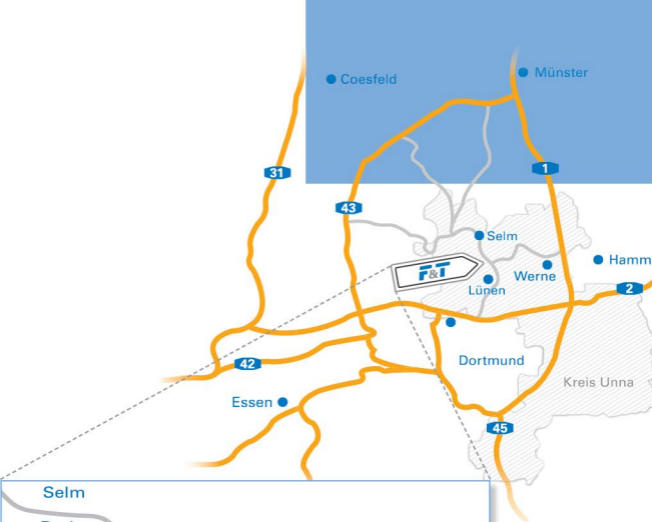 Coesfeld
Münster
31
1
43
Selm
Hamm
F&T
Werne
Lünen
2
42
Dortmund
Kreis Unna
Essen
45
Selm